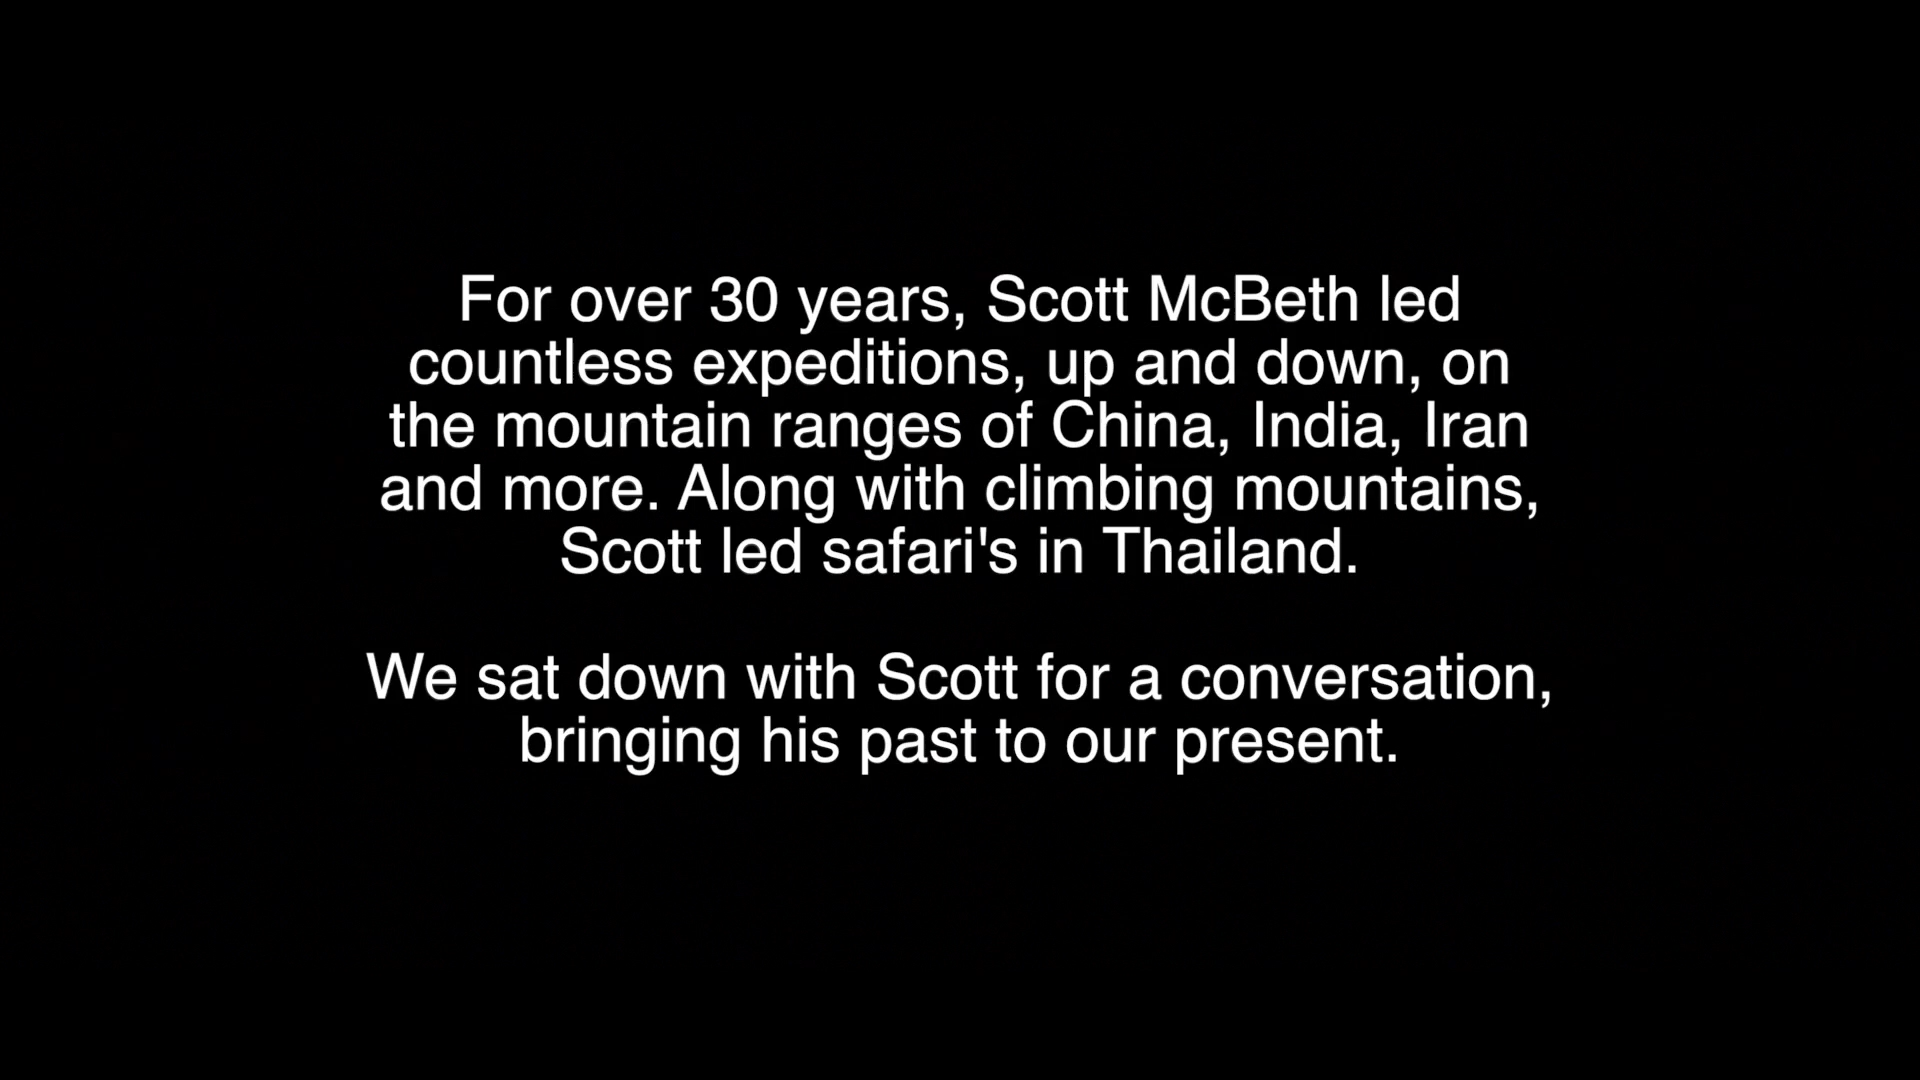 For over 30 years, Scott McBeth led
countless expeditions, up and down, on
the mountain ranges of China, India, Iran
and more. Along with climbing mountains,
Scott led safari's in Thailand.
We sat down with Scott for a conversation,
bringing his past to our present.